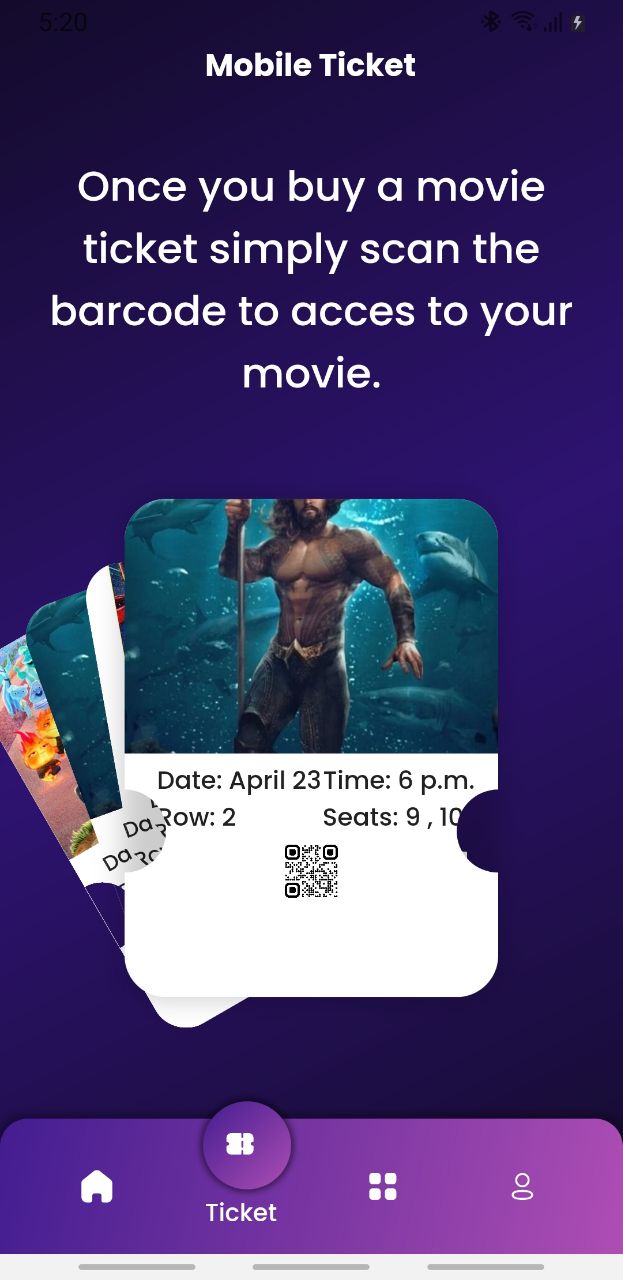 5:20
Mobile Ticket
Once you buy a movie
ticket simply scan the
barcode to acces to your
movie.
Date: April 23 Time: 6 p.m.
Row: 2 Seats: 9 , 10
Da
Da
Ticket